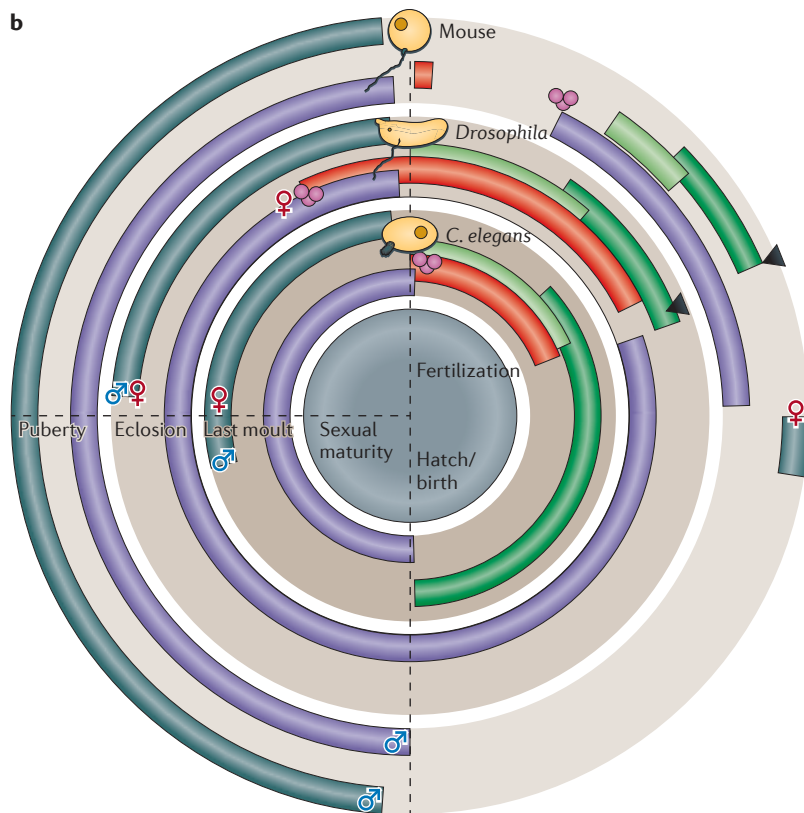 b
Mouse
Drosophila
C. elegans
Fertilization
Puberty
Eclosion
Last moult
Sexual
maturity
Hatch/
birth